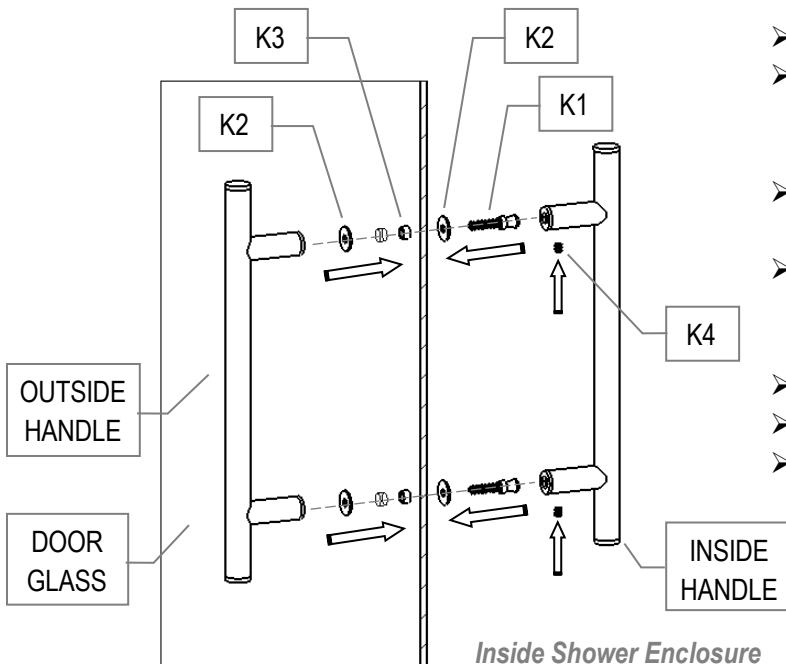 K3
K2
K2
K1
K4
OUTSIDE
HANDLE
DOOR
GLASS
INSIDE
HANDLE
Inside Shower Enclosure